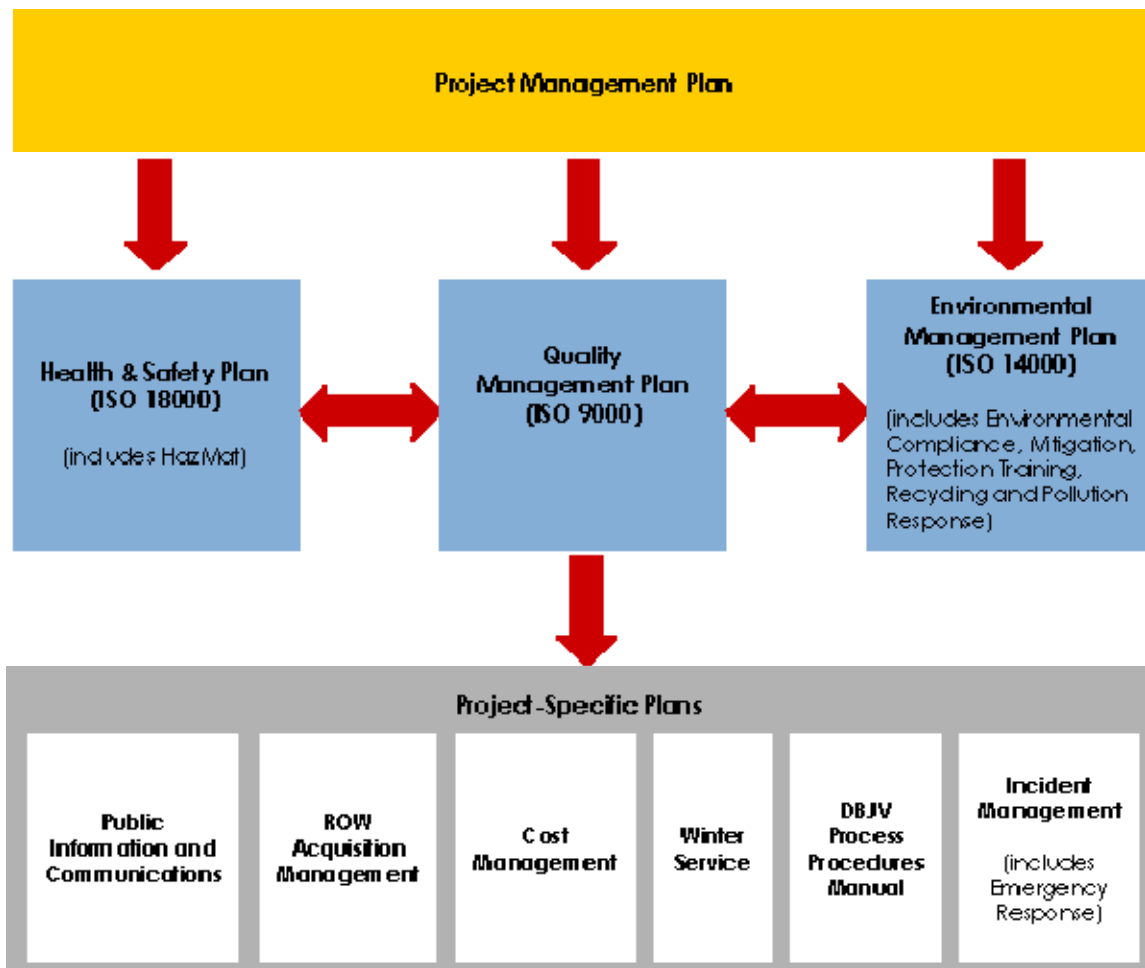 Project Management Plan
Health & Safety Plan
(ISO 18000)
(includes HazMat)
Quality
Management Plan
(ISO 9000)
Environmental
Management Plan
(ISO 14000)
(includes Environmental
Compliance, Mitigation,
Protection Training,
Recycling and Pollution
Response)
Project-Specific Plans
Public
Information and
Communications
ROW
Acquisition
Management
Cost
Management
Winter
Service
DBJV
Process
Procedures
Manual
Incident
Management
(includes
Emergency
Response)